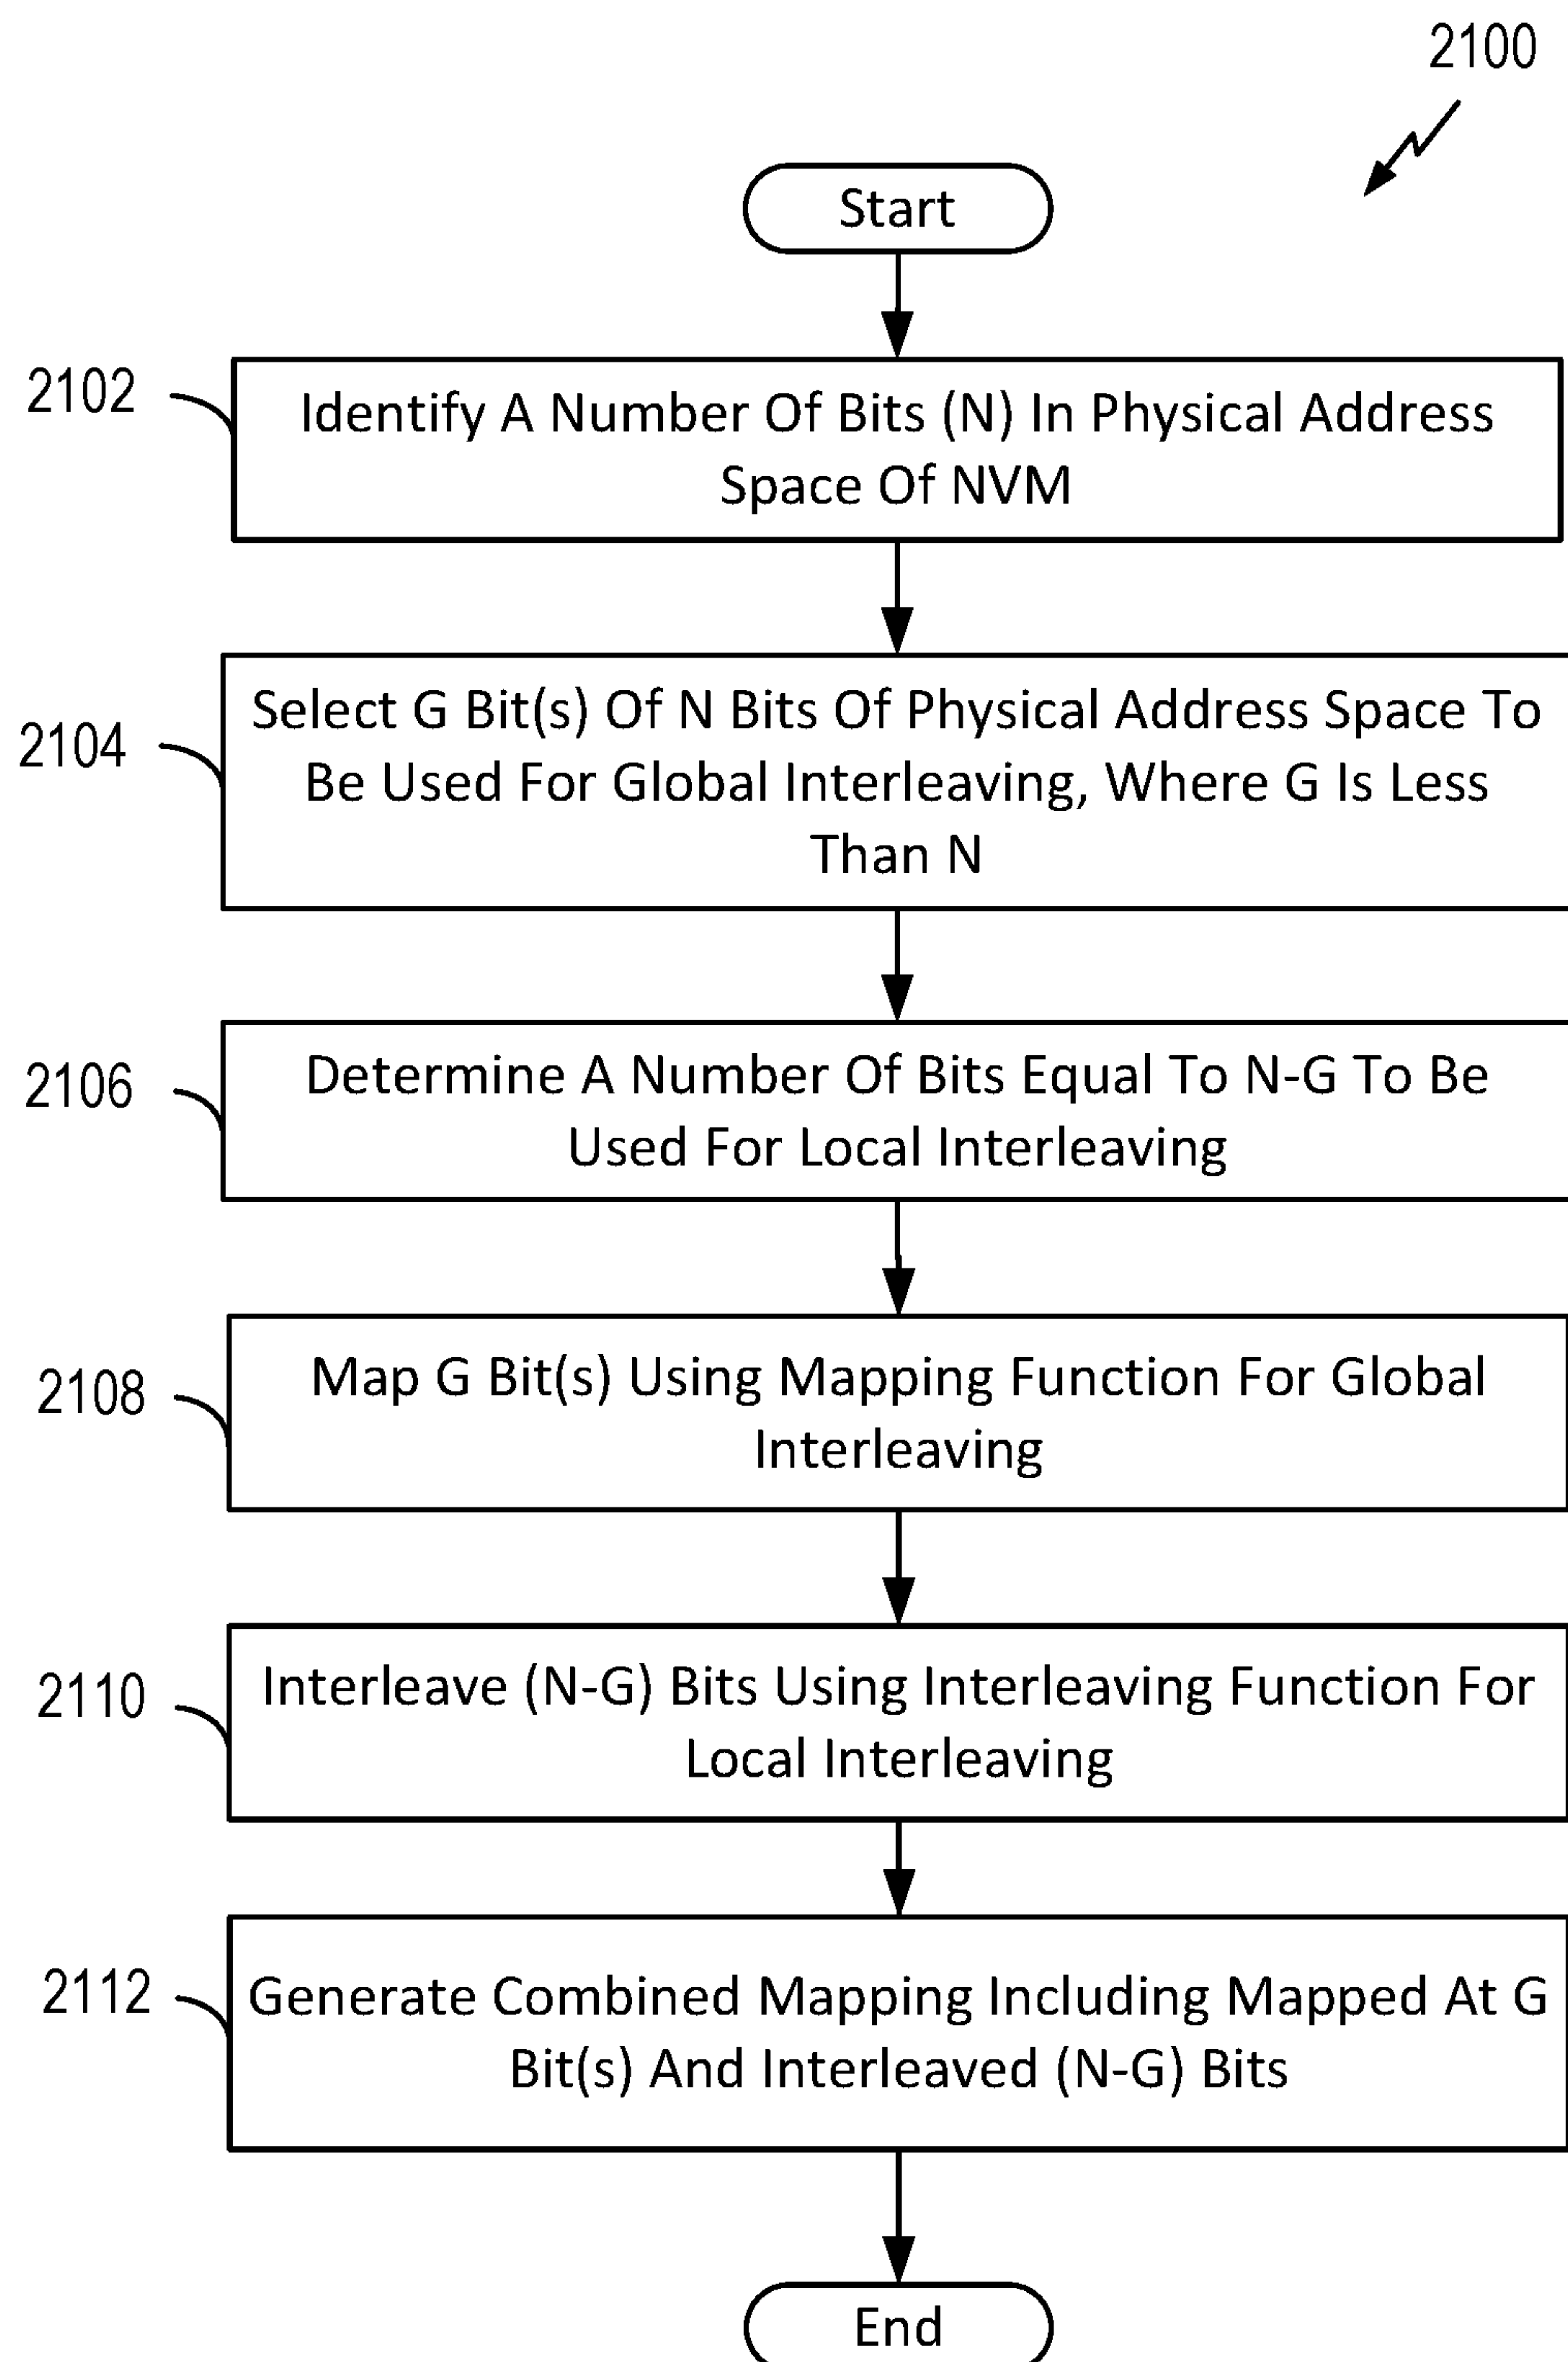 2100
Start
2102
Identify A Number Of Bits (N) In Physical Address
Space Of NVM
2104
Select G Bit(s) Of N Bits Of Physical Address Space To
Be Used For Global Interleaving, Where G Is Less
Than N
2106
Determine A Number Of Bits Equal To N-G To Be
Used For Local Interleaving
2108
Map G Bit(s) Using Mapping Function For Global
Interleaving
2110
Interleave (N-G) Bits Using Interleaving Function For
Local Interleaving
2112
Generate Combined Mapping Including Mapped At G
Bit(s) And Interleaved (N-G) Bits
End